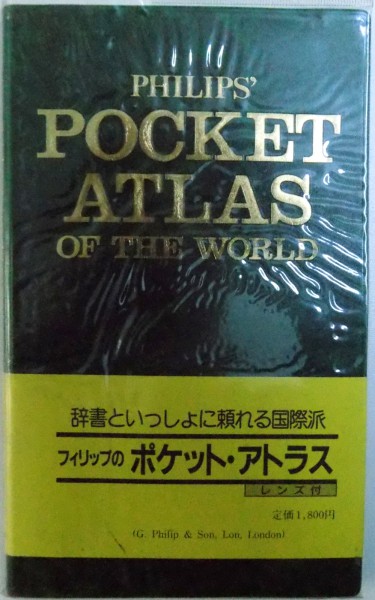 PHILIPS'
POCKET
ATLAS
OF THE WORLD
辞書といっしょに頼れる国際派
フィリップの ポケット・アトラス
レンズ付
定価1,800円
(G. Philip & Son, Lon, London)